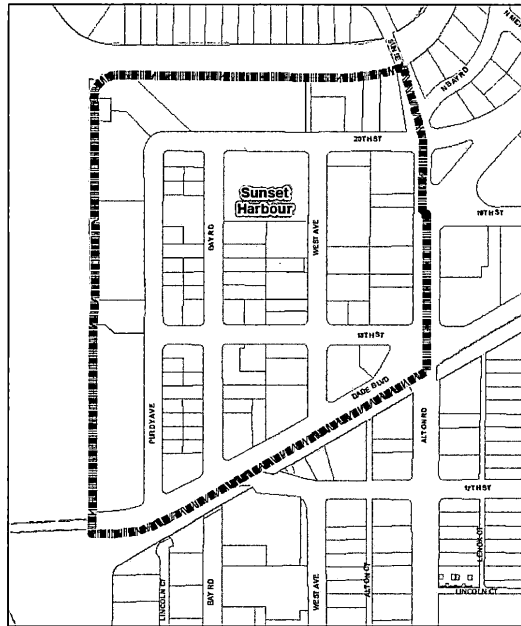 SUNSE
N BAY RD
20TH ST
19TH ST
Sunset
Harbour
BAY RD
WEST AVE
18TH ST
DADE BLVD
PURDY AVE
ALTON RD
17TH ST
LINCOLN CT
BAY RD
WEST AVE
ALTON CT
LENOX CT
LINCOLN CT